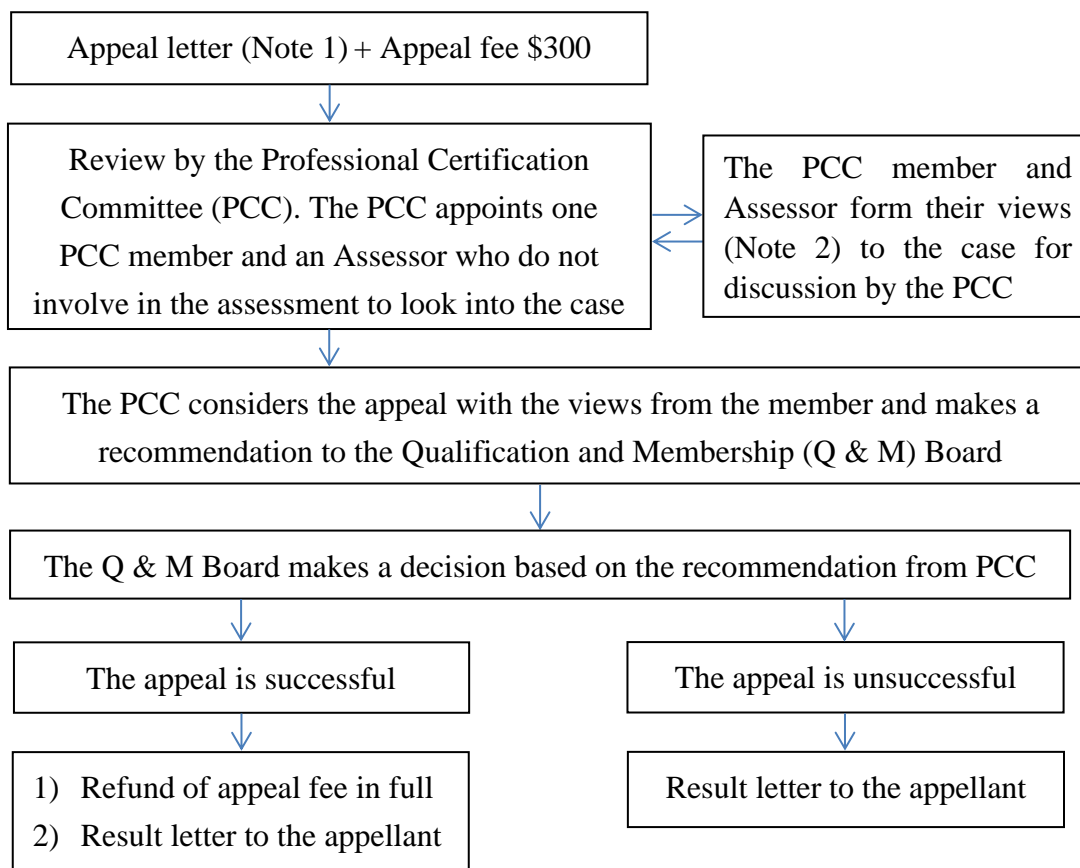 Appeal letter (Note 1) + Appeal fee $300
Review by the Professional Certification
Committee (PCC). The PCC appoints one
PCC member and an Assessor who do not
involve in the assessment to look into the case
The PCC member and
Assessor form their views
(Note 2) to the case for
discussion by the PCC
The PCC considers the appeal with the views from the member and makes a
recommendation to the Qualification and Membership (Q & M) Board
The Q & M Board makes a decision based on the recommendation from PCC
The appeal is successful
The appeal is unsuccessful
1) Refund of appeal fee in full
2) Result letter to the appellant
Result letter to the appellant